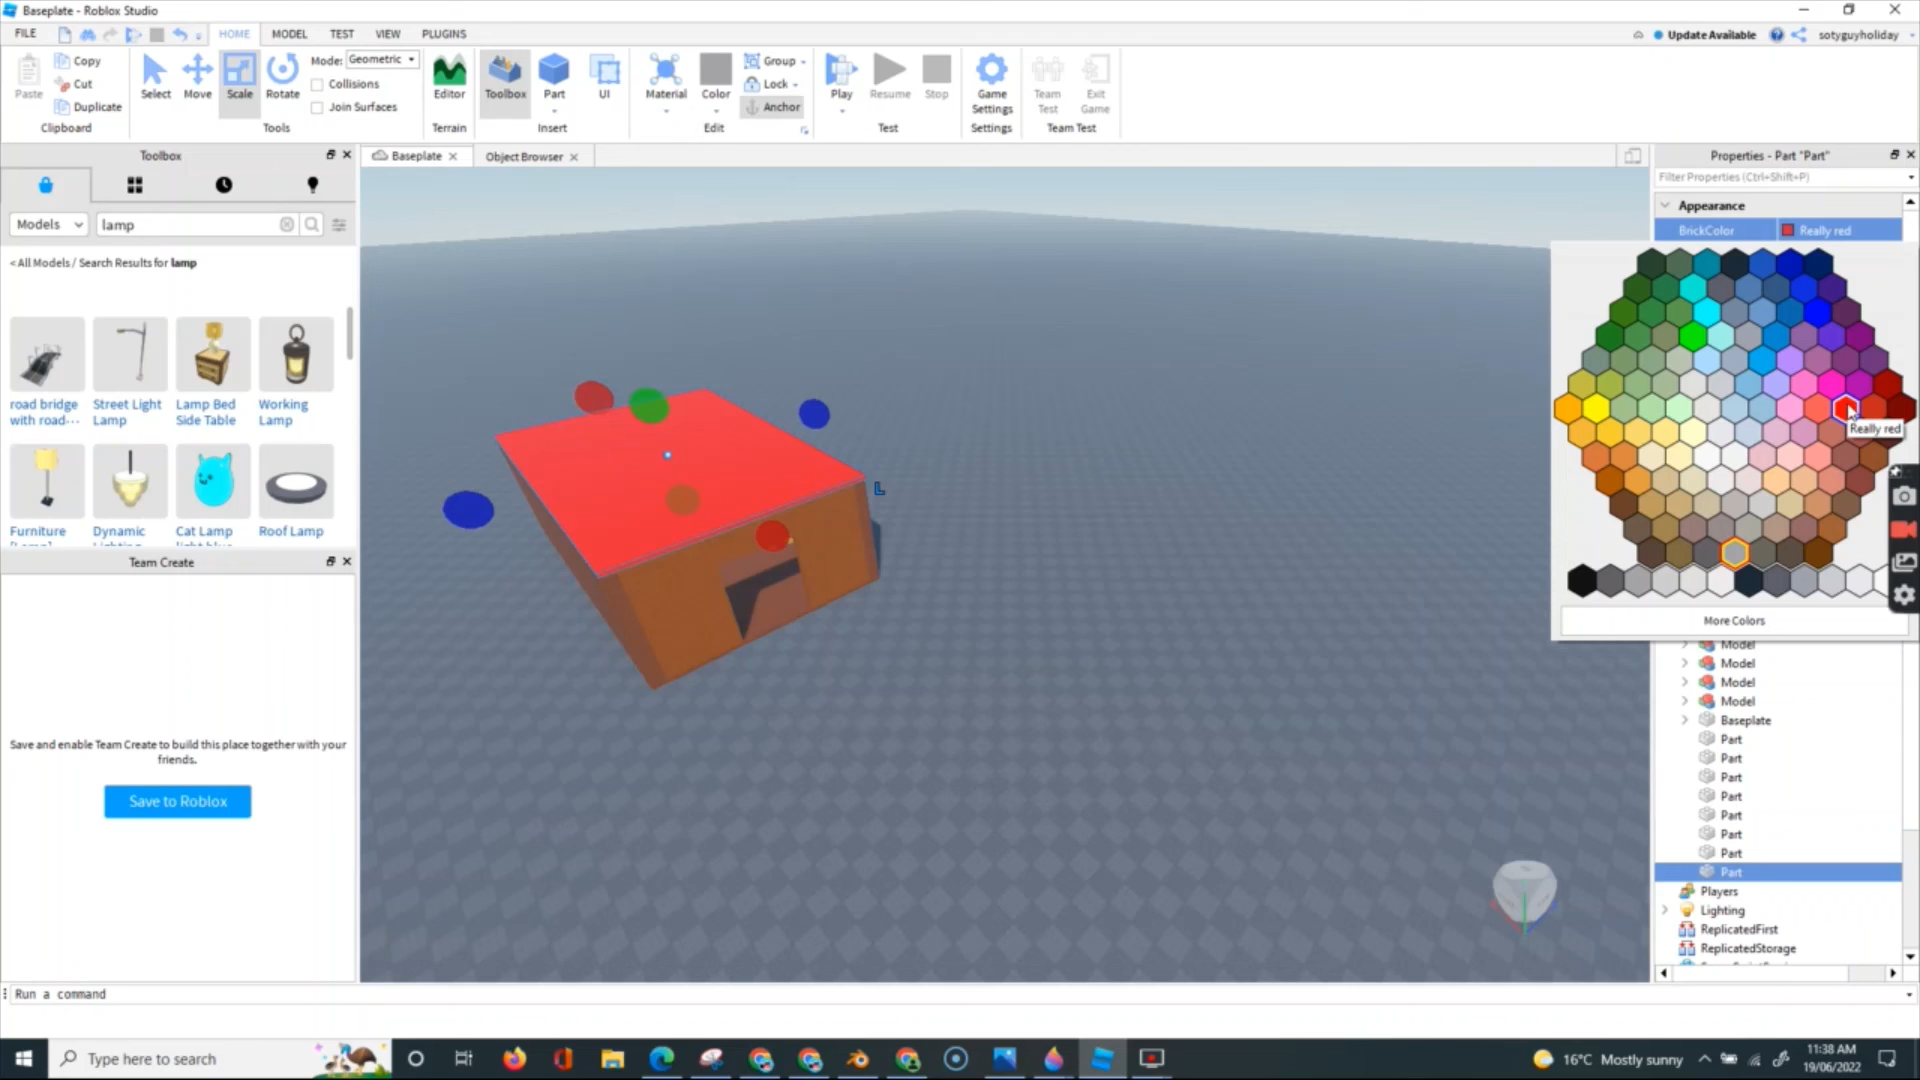 Baseplate - Roblox Studio
FILE HOME MODEL TEST VIEW PLUGINS
Update Available sotyguyholiday
Paste Copy Cut Duplicate
Clipboard
Select Move Scale Rotate
Mode: Geometric
Collisions
Join Surfaces
Tools
Editor
Terrain
Toolbox Part UI
Insert
Material Color
Group
Lock
Anchor
Edit
Play Resume Stop
Test
Game Settings
Settings
Team Test
Exit Game
Team Test
Toolbox
Models lamp
< All Models / Search Results for lamp
road bridge with road-···
Street Light Lamp
Lamp Bed Side Table
Working Lamp
Furniture
Dynamic
Cat Lamp
Roof Lamp
Team Create
Save and enable Team Create to build this place together with your friends.
Save to Roblox
Baseplate
Object Browser
L
Properties - Part "Part"
Filter Properties (Ctrl+Shift+P)
Appearance
BrickColor Really red
Really red
More Colors
Model
Model
Model
Model
Baseplate
Part
Part
Part
Part
Part
Part
Part
Part
Players
Lighting
ReplicatedFirst
ReplicatedStorage
Run a command
Type here to search
16°C Mostly sunny
11:38 AM
19/06/2022